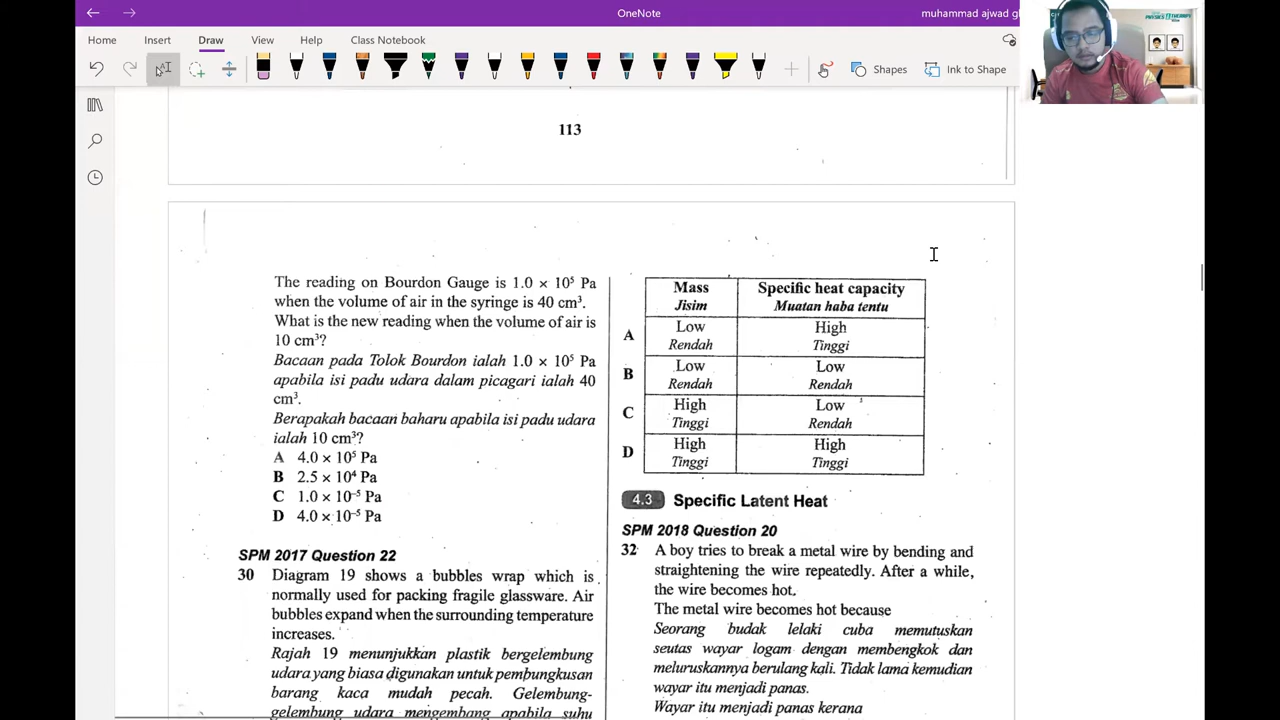 OneNote
muhammad ajwad gh
Home
Insert
Draw
View
Help
Class Notebook
Shapes
Ink to Shape
113
The reading on Bourdon Gauge is 1.0 × 10⁵ Pa
when the volume of air in the syringe is 40 cm³.
What is the new reading when the volume of air is
10 cm³?
Bacaan pada Tolok Bourdon ialah 1.0 × 10⁵ Pa
apabila isi padu udara dalam picagari ialah 40
cm³.
Berapakah bacaan baharu apabila isi padu udara
ialah 10 cm³?
A 4.0 × 10⁵ Pa
B 2.5 × 10⁴ Pa
C 1.0 × 10⁻⁵ Pa
D 4.0 × 10⁻⁵ Pa
SPM 2017 Question 22
30 Diagram 19 shows a bubbles wrap which is
normally used for packing fragile glassware. Air
bubbles expand when the surrounding temperature
increases.
Rajah 19 menunjukkan plastik bergelembung
udara yang biasa digunakan untuk pembungkusan
barang kaca mudah pecah. Gelembung-
gelembung udara mengembang apabila suhu
Mass Specific heat capacity
Jisim Muatan haba tentu
A Low High
Rendah Tinggi
B Low Low
Rendah Rendah
C High Low
Tinggi Rendah
D High High
Tinggi Tinggi
4.3 Specific Latent Heat
SPM 2018 Question 20
32 A boy tries to break a metal wire by bending and
straightening the wire repeatedly. After a while,
the wire becomes hot.
The metal wire becomes hot because
Seorang budak lelaki cuba memutuskan
seutas wayar logam dengan membengkok dan
meluruskannya berulang kali. Tidak lama kemudian
wayar itu menjadi panas.
Wayar itu menjadi panas kerana